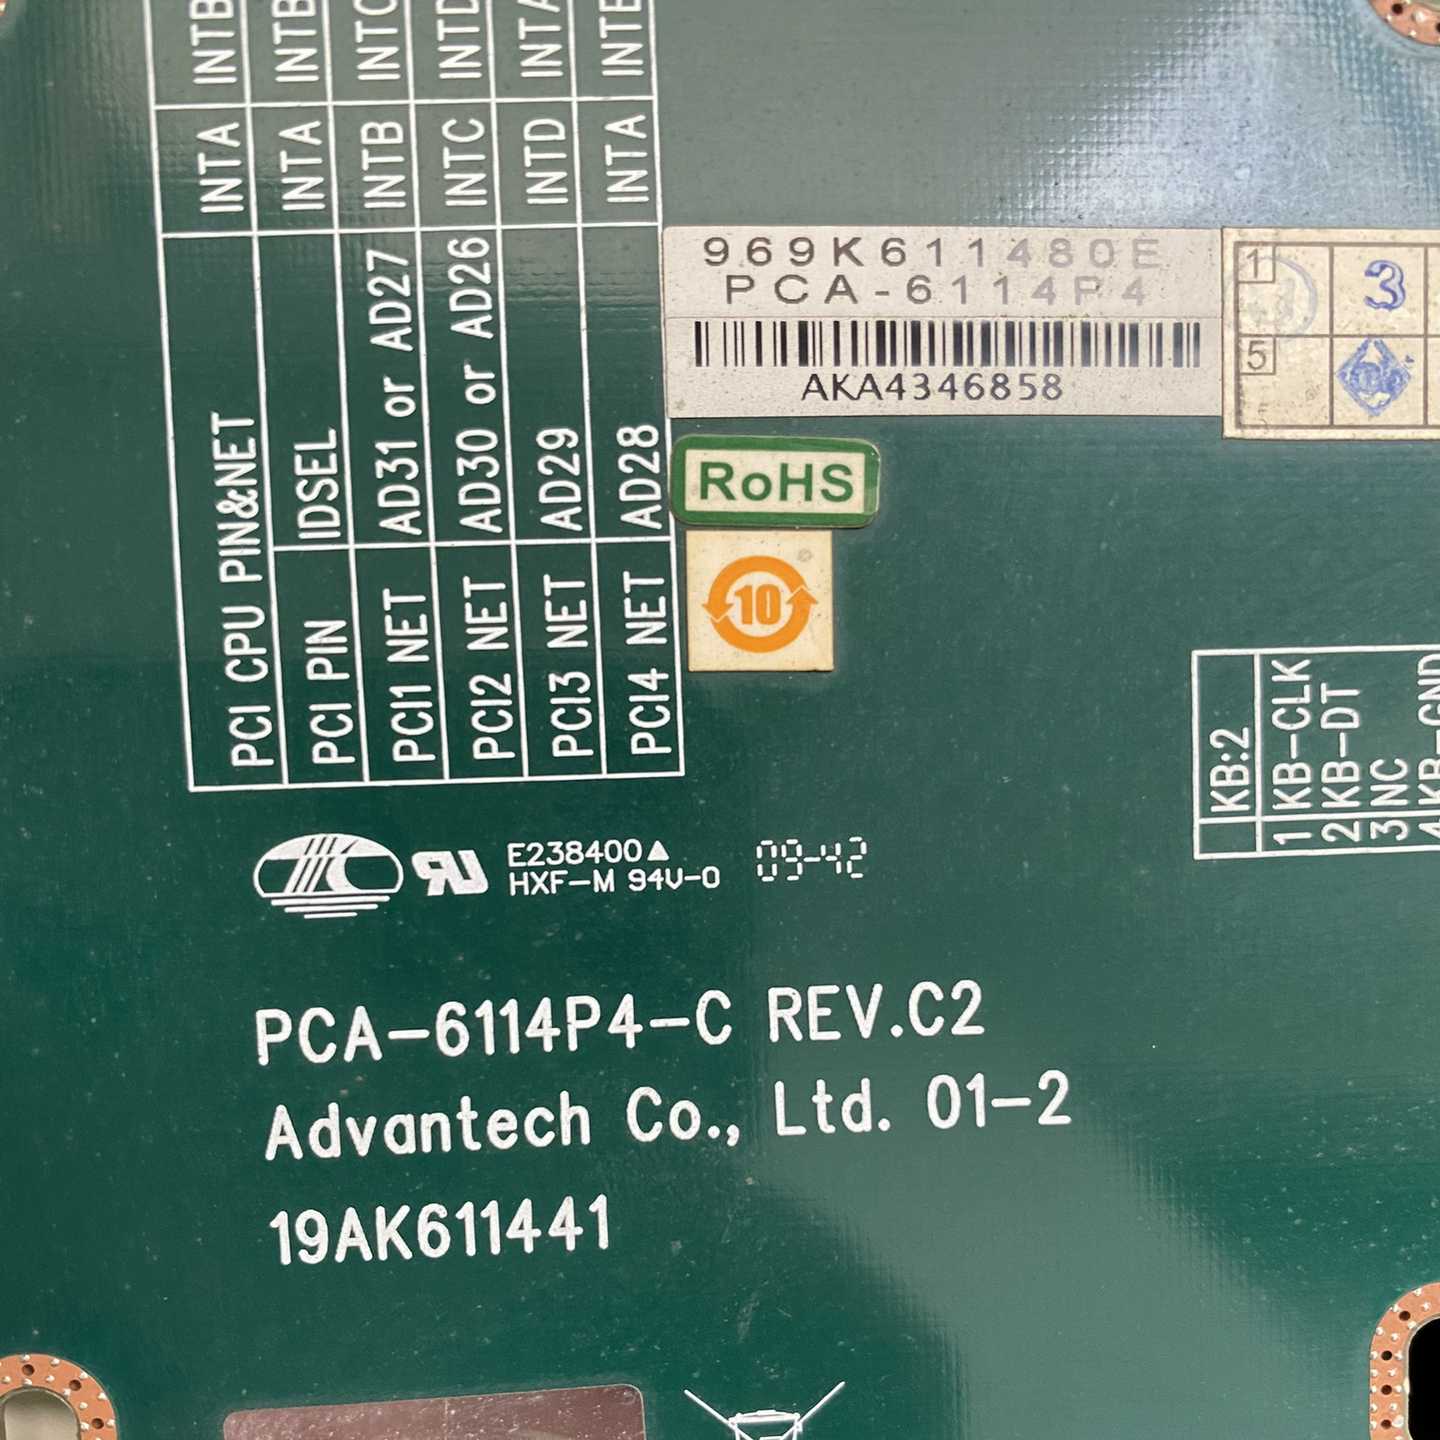 PCI CPU PIN&NET INTA INTB
PCI PIN IDSEL INTA INTB
PCI1 NET AD31 or AD27 INTB INTC
PCI2 NET AD30 or AD26 INTC INTD
PCI3 NET AD29 INTD INTA
PCI4 NET AD28 INTA INTB
969K611480E
PCA-6114P4
AKA4346858
1 3
5
RoHS
10
KB:2
1 KB-CLK
2 KB-DT
3 NC
4 KB-GND
E238400
HXF-M 94V-0
09-42
PCA-6114P4-C REV.C2
Advantech Co., Ltd. 01-2
19AK611441